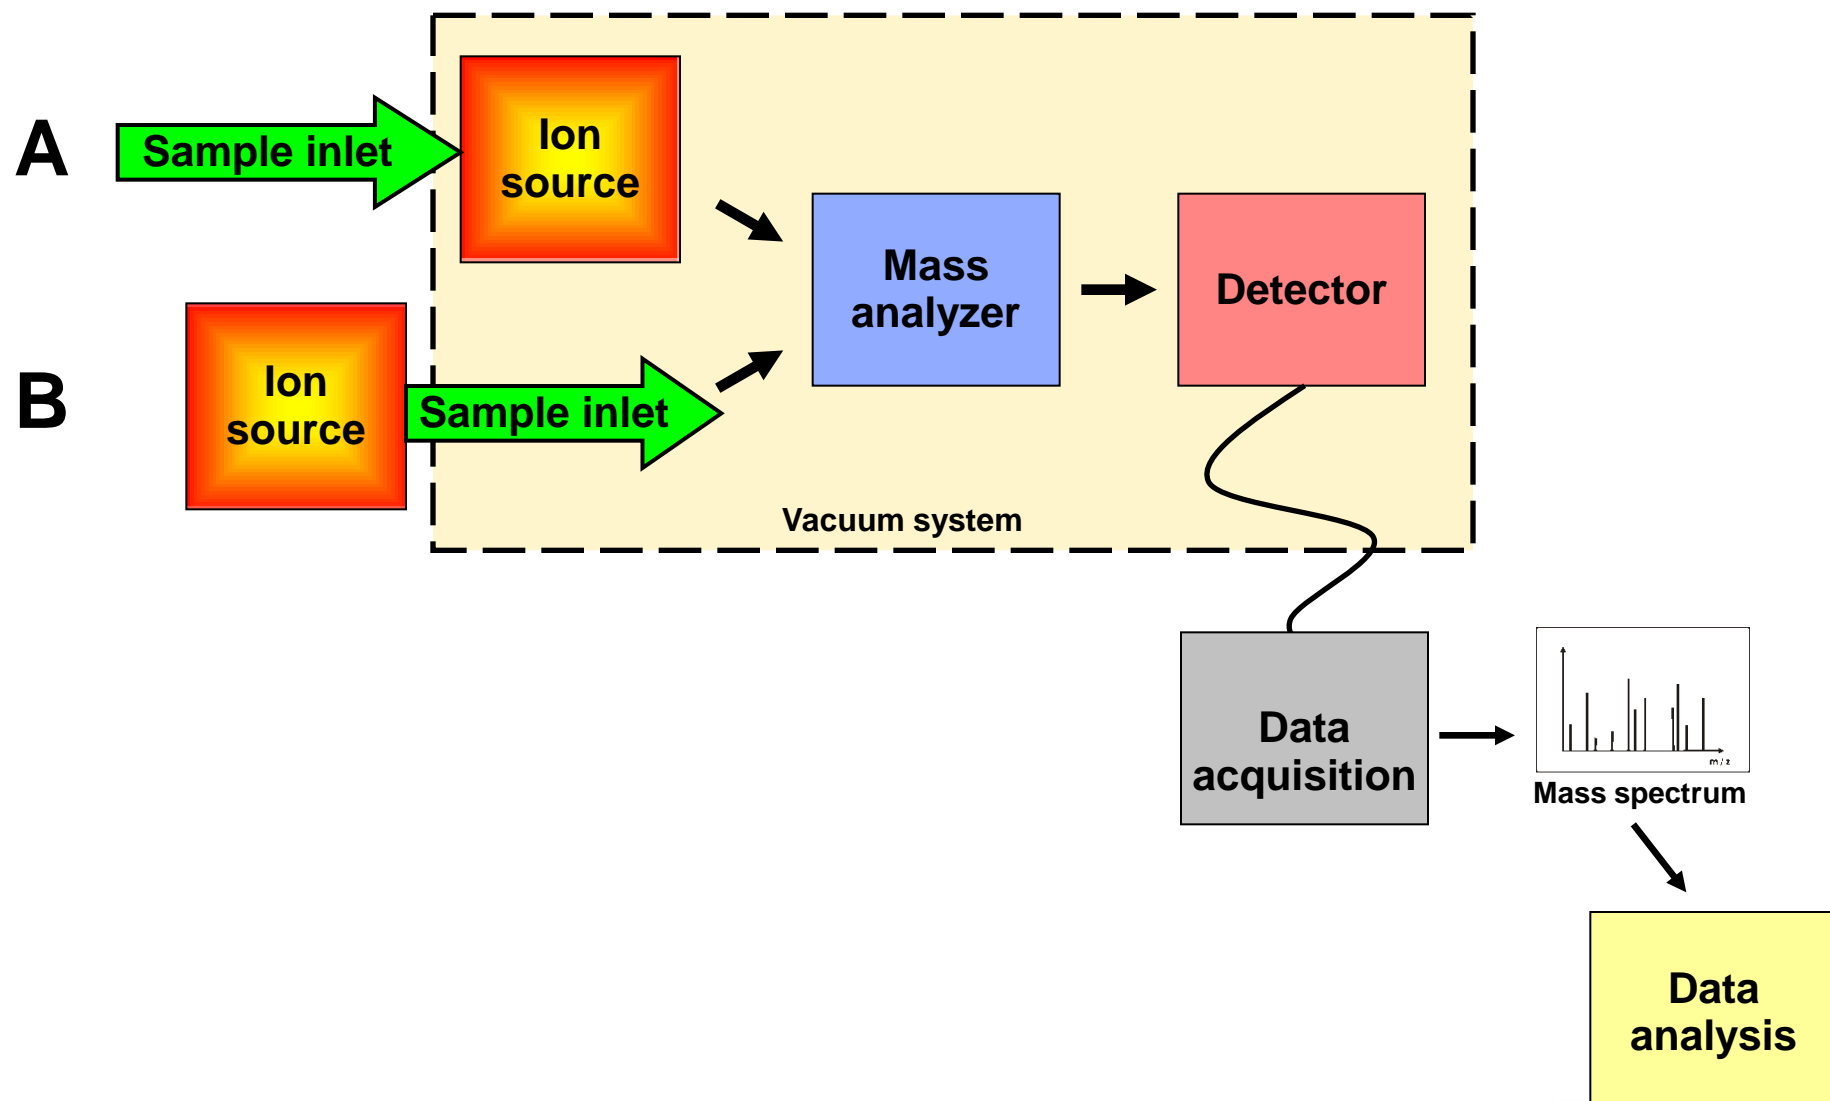 A
Sample inlet
Ion
source
Mass
analyzer
Detector
B
Ion
source
Sample inlet
Vacuum system
Data
acquisition
m / z
Mass spectrum
Data
analysis